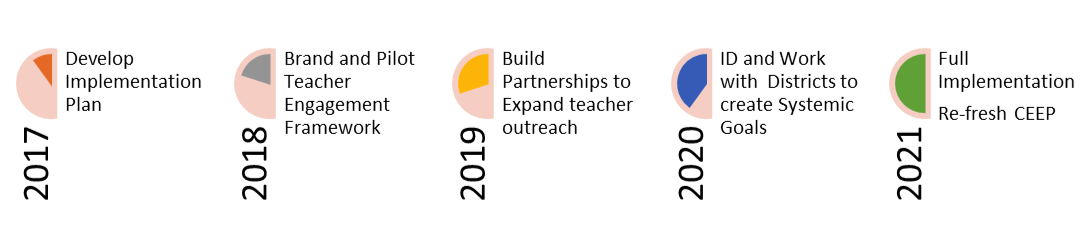 Develop
Implementation
Plan
2017
Brand and Pilot
Teacher
Engagement
Framework
2018
Build
Partnerships to
Expand teacher
outreach
2019
ID and Work
with Districts to
create Systemic
Goals
2020
Full
Implementation
Re-fresh CEEP
2021